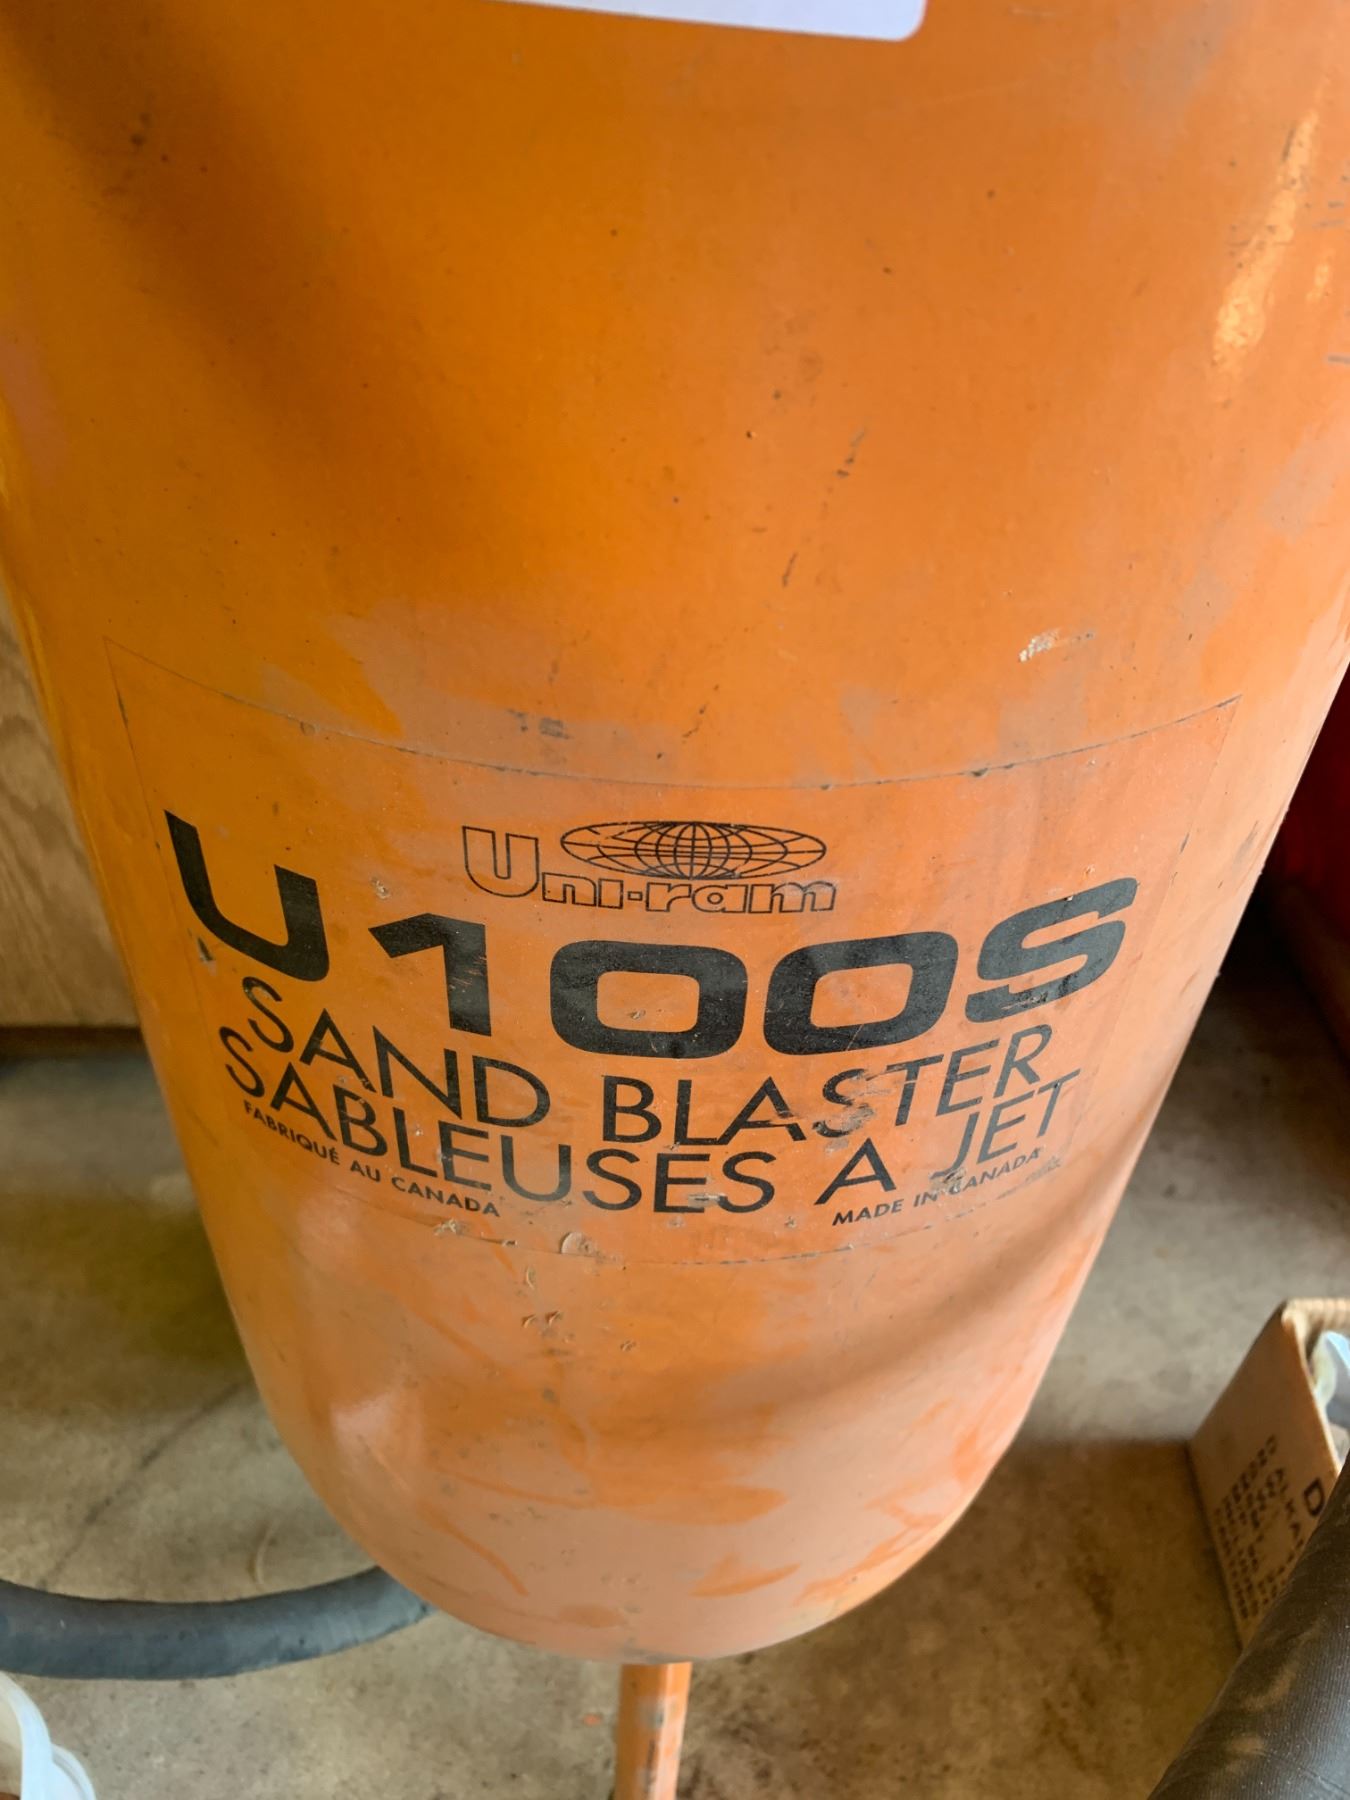 Uni-ram
U100S
SAND BLASTER
SABLEUSES A JET
FABRIQUÉ AU CANADA
MADE IN CANADA